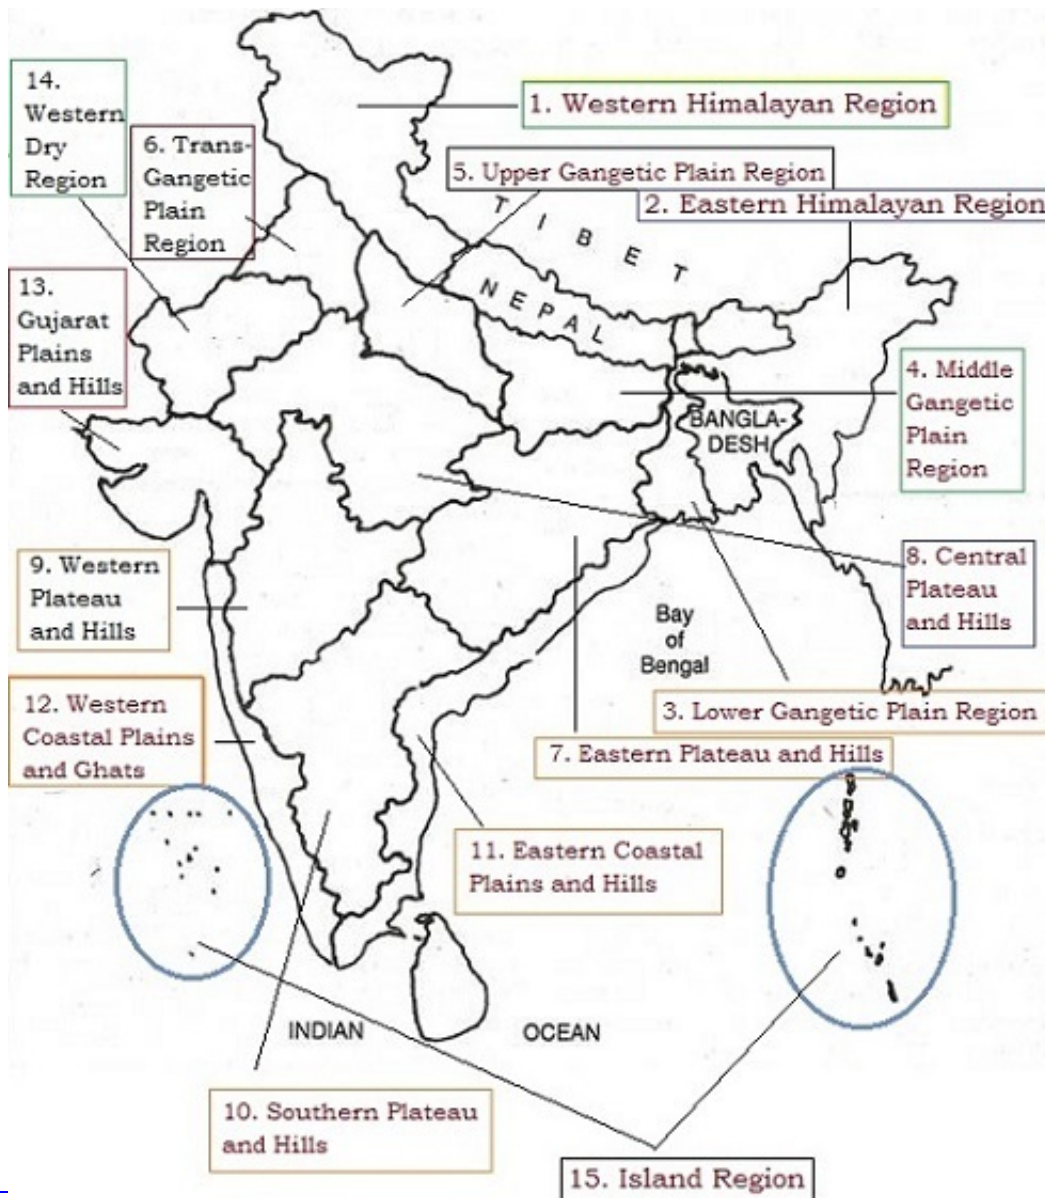 14.
Western
Dry
Region
6. Trans-
Gangetic
Plain
Region
1. Western Himalayan Region
5. Upper Gangetic Plain Region
2. Eastern Himalayan Region
TIBET
NEPAL
13.
Gujarat
Plains
and Hills
4. Middle
Gangetic
Plain
Region
BANGLA-
DESH
9. Western
Plateau
and Hills
8. Central
Plateau
and Hills
Bay
of
Bengal
12. Western
Coastal Plains
and Ghats
3. Lower Gangetic Plain Region
7. Eastern Plateau and Hills
11. Eastern Coastal
Plains and Hills
INDIAN OCEAN
10. Southern Plateau
and Hills
15. Island Region